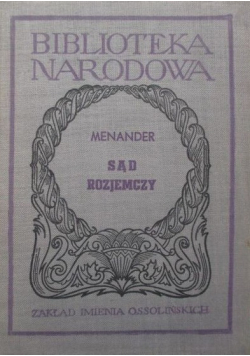 BIBLIOTEKA
NARODOWA
MENANDER
SĄD
ROZJEMCZY
ZAKŁAD IMIENIA OSSOLIŃSKICH